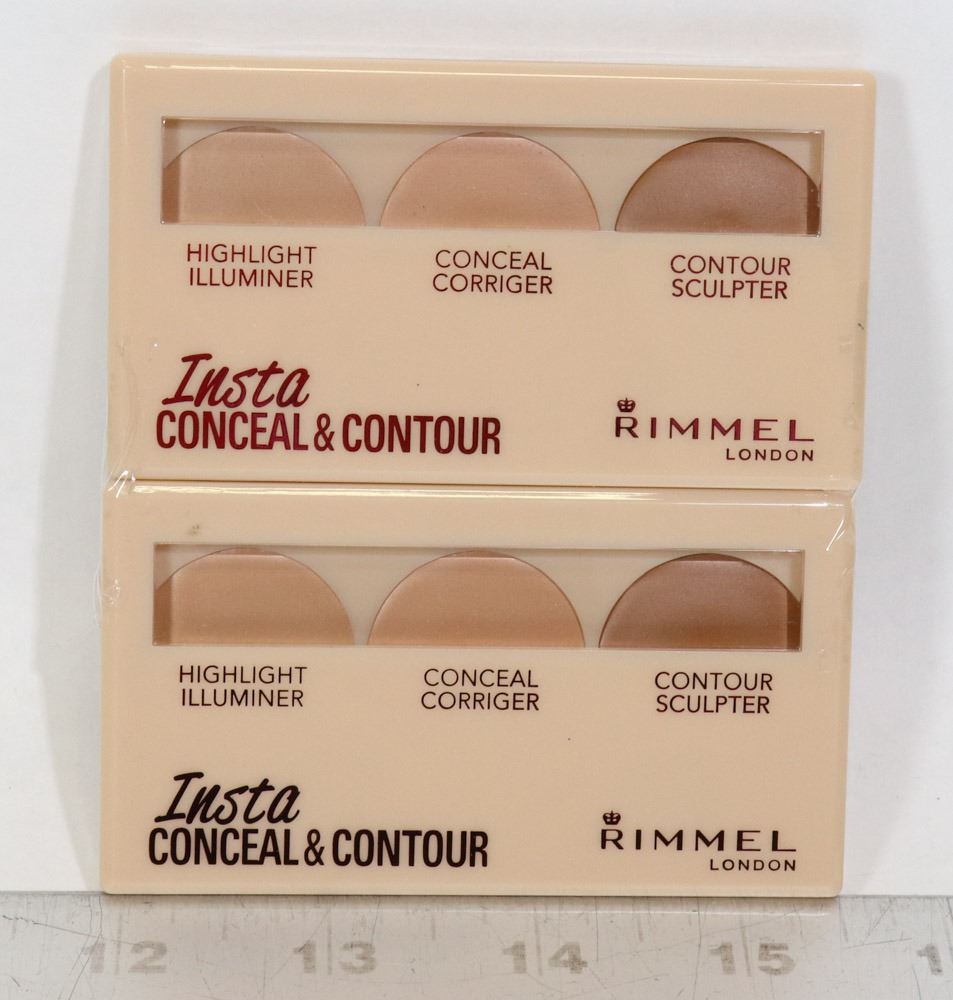 HIGHLIGHT
ILLUMINER
CONCEAL
CORRIGER
CONTOUR
SCULPTER
Insta
CONCEAL & CONTOUR
RIMMEL
LONDON
HIGHLIGHT
ILLUMINER
CONCEAL
CORRIGER
CONTOUR
SCULPTER
Insta
CONCEAL & CONTOUR
RIMMEL
LONDON
12 13 14 15 1